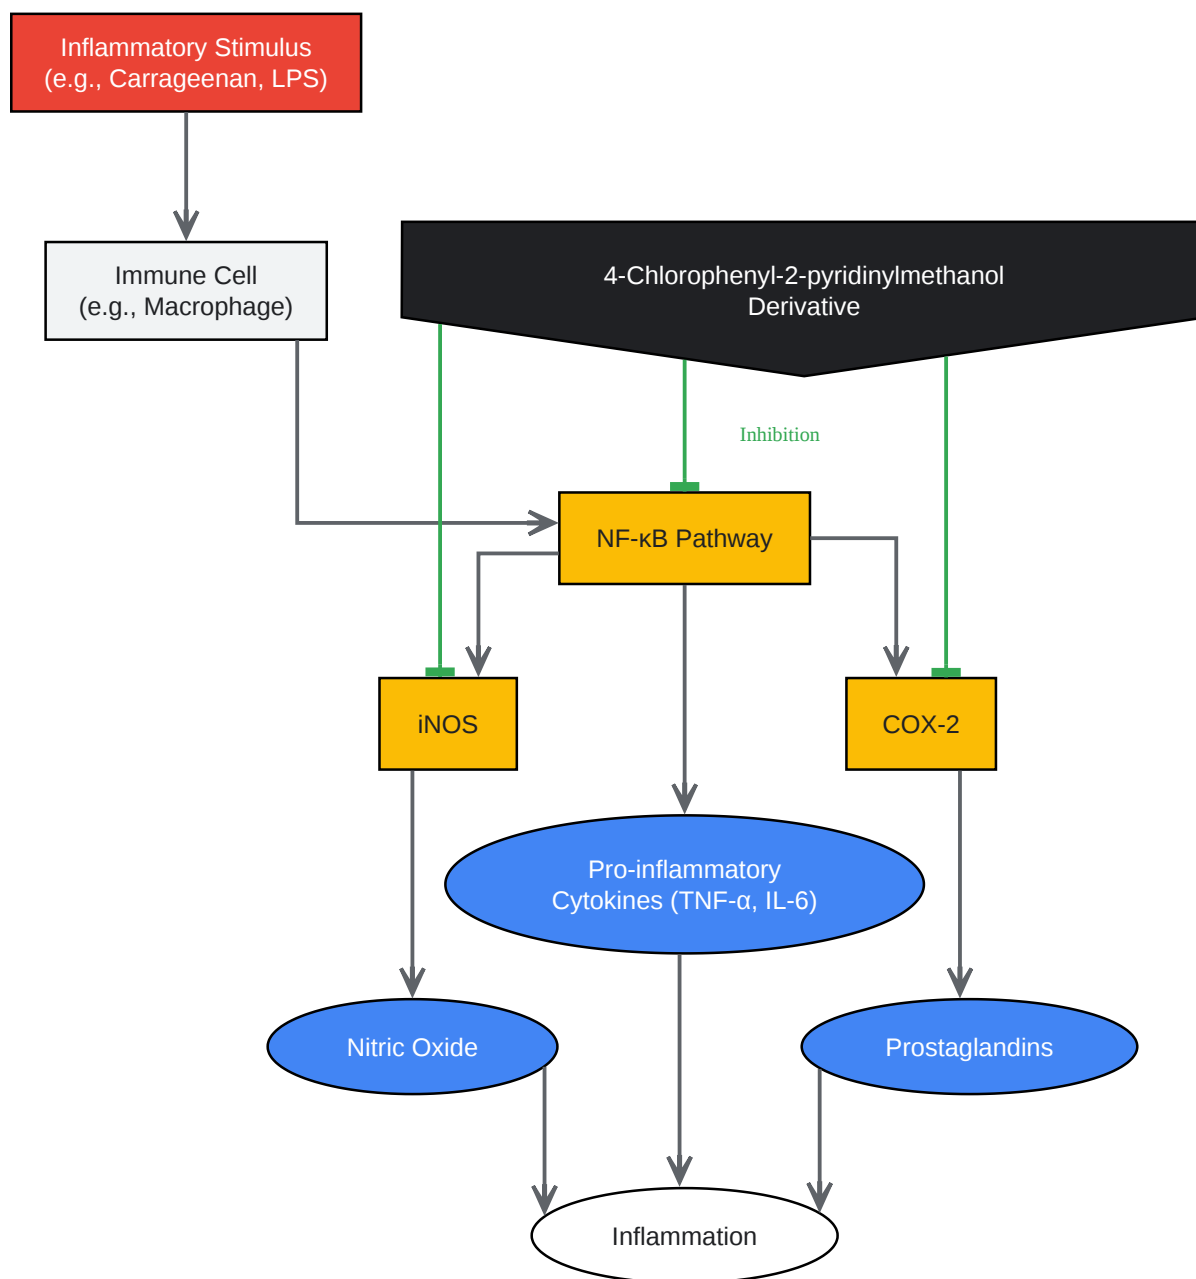 Inflammatory Stimulus
(e.g., Carrageenan, LPS)
Immune Cell
(e.g., Macrophage)
4-Chlorophenyl-2-pyridinylmethanol
Derivative
Inhibition
NF-κB Pathway
iNOS
COX-2
Pro-inflammatory
Cytokines (TNF-α, IL-6)
Nitric Oxide
Prostaglandins
Inflammation